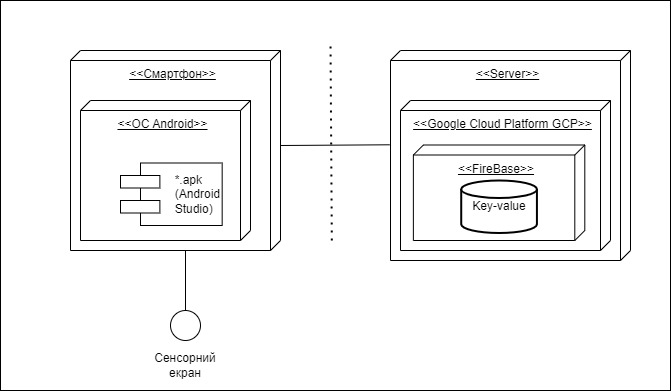 <<Смартфон>>
<<ОС Android>>
*.apk
(Android
Studio)
Сенсорний
екран
<<Server>>
<<Google Cloud Platform GCP>>
<<FireBase>>
Key-value